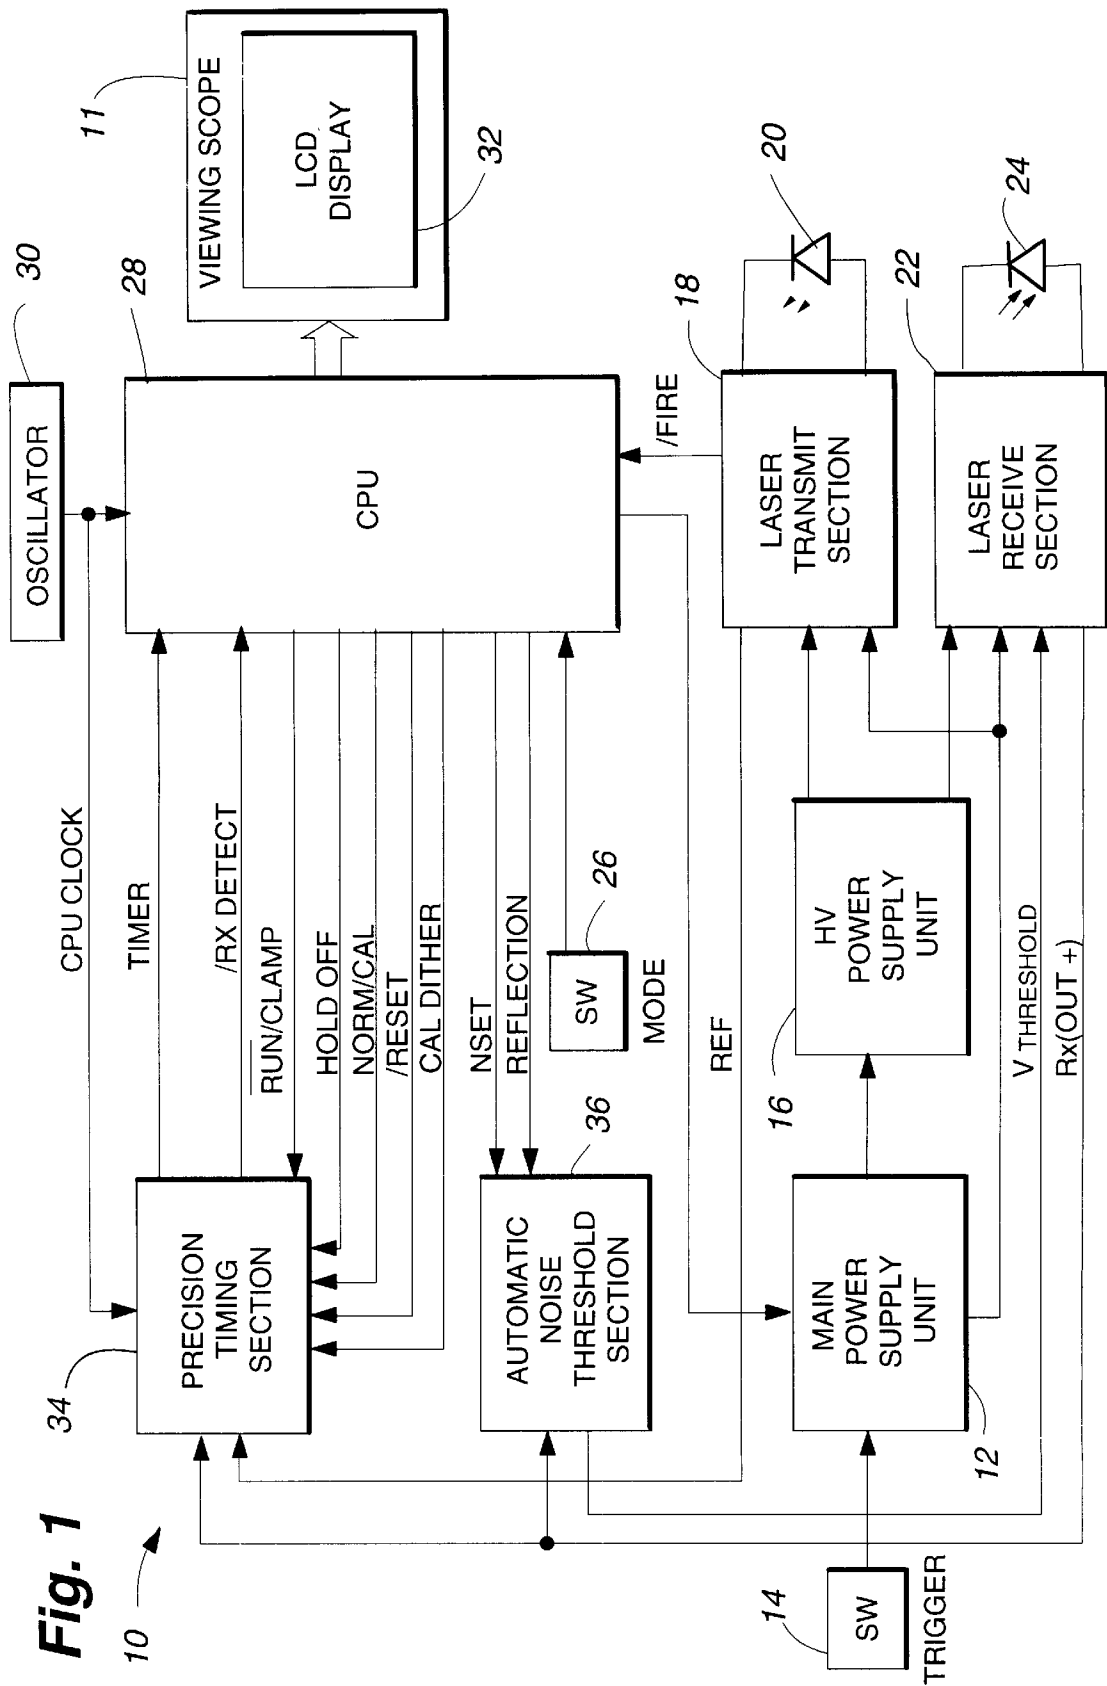 Fig. 1
10
OSCILLATOR
30
28
11
VIEWING SCOPE
LCD
DISPLAY
32
CPU CLOCK
TIMER
/RX DETECT
RUN/CLAMP
HOLD OFF
NORM/CAL
/RESET
CAL DITHER
NSET
REFLECTION
CPU
34
PRECISION
TIMING
SECTION
AUTOMATIC
NOISE
THRESHOLD
SECTION
36
SW
26
MODE
/FIRE
REF
18
LASER
TRANSMIT
SECTION
20
22
LASER
RECEIVE
SECTION
24
14
SW
TRIGGER
MAIN
POWER
SUPPLY
UNIT
12
16
HV
POWER
SUPPLY
UNIT
V THRESHOLD
Rx(OUT +)